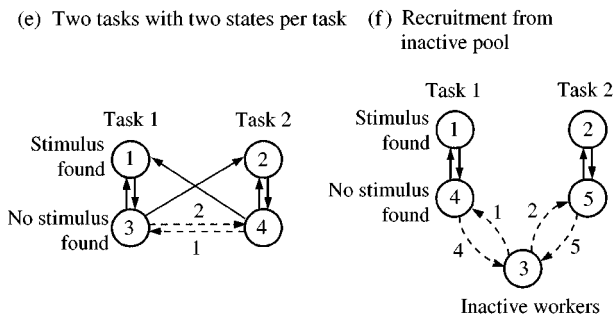 (e) Two tasks with two states per task
(f) Recruitment from
inactive pool
Task 1 Task 2
Stimulus
found
1 2
No stimulus
found
3 2 4
1
Task 1 Task 2
Stimulus
found
1 2
No stimulus
found
4 5
1 2
4 5
3
Inactive workers